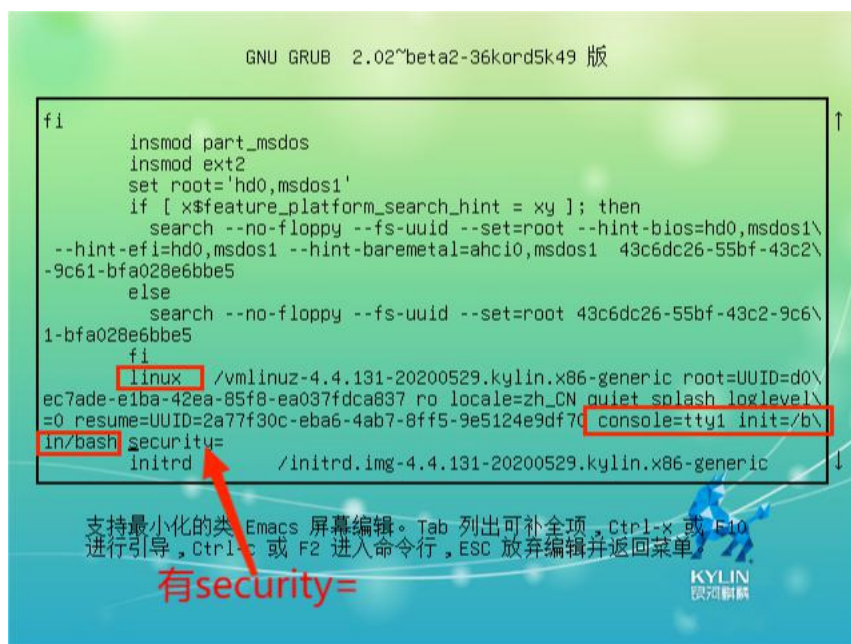 GNU GRUB 2.02~beta2-36kord5k49 版
fi
insmod part_msdos
insmod ext2
set root='hd0,msdos1'
if [ x$feature_platform_search_hint = xy ]; then
search --no-floppy --fs-uuid --set=root --hint-bios=hd0,msdos1\
--hint-efi=hd0,msdos1 --hint-baremetal=ahci0,msdos1 43c6dc26-55bf-43c2\
-9c61-bfa028e6bbe5
else
search --no-floppy --fs-uuid --set=root 43c6dc26-55bf-43c2-9c6\
1-bfa028e6bbe5
fi
linux /vmlinuz-4.4.131-20200529.kylin.x86-generic root=UUID=d0\
ec7ade-e1ba-42ea-85f8-ea037fdca837 ro locale=zh_CN quiet splash loglevel\
=0 resume=UUID=2a77f30c-eba6-4ab7-8ff5-9e5124e9df70 console=tty1 init=/b\
in/bash security=
initrd /initrd.img-4.4.131-20200529.kylin.x86-generic
支持最小化的类 Emacs 屏幕编辑。Tab 列出可补全项,Ctrl-x 或 F10
进行引导,Ctrl-c 或 F2 进入命令行,ESC 放弃编辑并返回菜单
有security=
KYLIN
银河麒麟